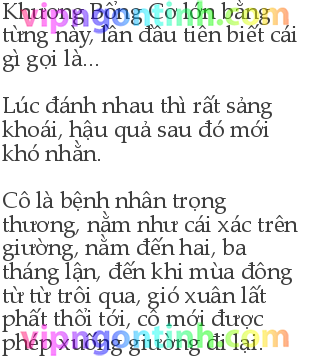 Khương Bổng Cơ lớn bằng
từng này, lần đầu tiên biết cái
gì gọi là...
Lúc đánh nhau thì rất sảng
khoái, hậu quả sau đó mới
khó nhằn.
Cô là bệnh nhân trọng
thương, nằm như cái xác trên
giường, nằm đến hai, ba
tháng lận, đến khi mùa đông
từ từ trôi qua, gió xuân lất
phất thổi tới, cô mới được
phép xuống giường đi lại.
vipngontinh.com
vipngontinh.com
vipngontinh.com